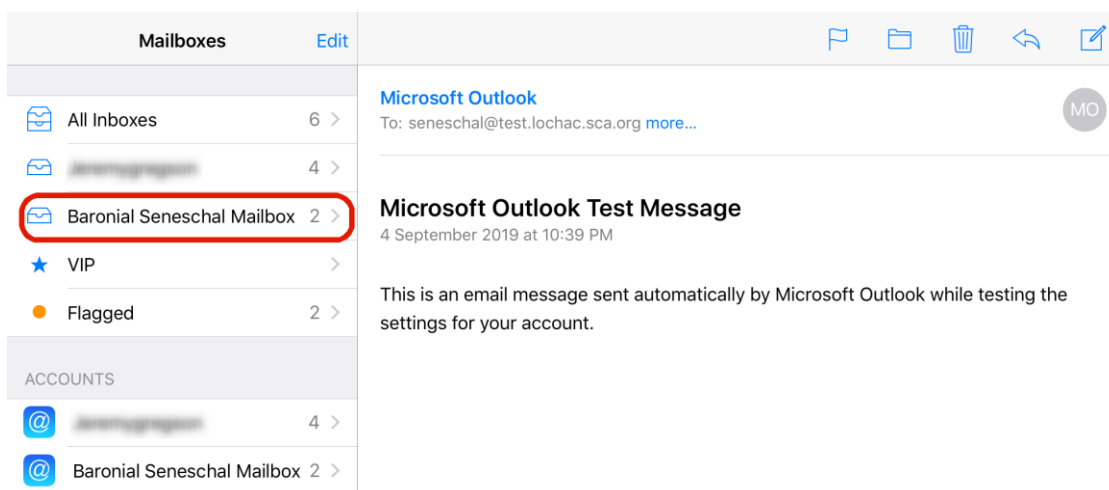 Mailboxes
Edit
All Inboxes 6
4
Baronial Seneschal Mailbox 2
VIP
Flagged 2
ACCOUNTS
@ 4
@ Baronial Seneschal Mailbox 2
Microsoft Outlook
MO
To: seneschal@test.lochac.sca.org more...
Microsoft Outlook Test Message
4 September 2019 at 10:39 PM
This is an email message sent automatically by Microsoft Outlook while testing the
settings for your account.